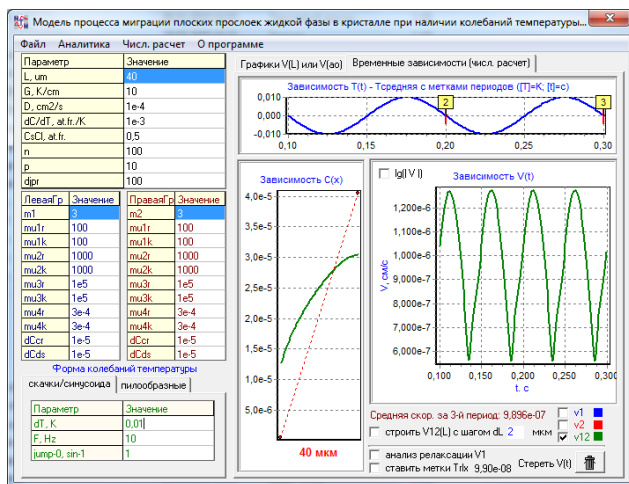 Модель процесса миграции плоских прослоек жидкой фазы в кристалле при наличии колебаний температуры...
Файл Аналитика Числ. расчет О программе
Параметр Значение
L, um 40
G, K/cm 10
D, cm2/s 1e-4
dC/dT, at.fr./K 1e-3
CsCl, at.fr. 0,5
n 100
p 10
djpr 100
ЛеваяГр Значение
m1 3
mu1r 100
mu1k 100
mu2r 1000
mu2k 1000
mu3r 1e5
mu3k 1e5
mu4r 3e-4
mu4k 3e-4
dCcr 1e-5
dCds 1e-5
ПраваяГр Значение
m2 3
mu1r 100
mu1k 100
mu2r 1000
mu2k 1000
mu3r 1e5
mu3k 1e5
mu4r 3e-4
mu4k 3e-4
dCcr 1e-5
dCds 1e-5
Форма колебаний температуры
скачки/синусоида пилообразные
Параметр Значение
dT, K 0,01
F, Hz 10
jump-0, sin-1 1
Графики V(L) или V(ao) Временные зависимости (числ. расчет)
Зависимость T(t) - Tсредняя с метками периодов ([T]=K; [t]=c)
0,010
0,000
-0,010
2 3
0,10 0,15 0,20 0,25 0,30
Зависимость C(x)
4,0e-5
3,5e-5
3,0e-5
2,5e-5
2,0e-5
1,5e-5
1,0e-5
5,0e-6
40 мкм
lg(I V I) Зависимость V(t)
V, см/с
1,200e-6
1,100e-6
1,000e-6
9,000e-7
8,000e-7
7,000e-7
6,000e-7
0,100 0,150 0,200 0,250 0,300
t, c
Средняя скор. за 3-й период: 9,896e-07
v1
v2
v12
строить V12(L) с шагом dL 2 мкм
анализ релаксации V1
ставить метки Trlx 9,90e-08 Стереть V(t)